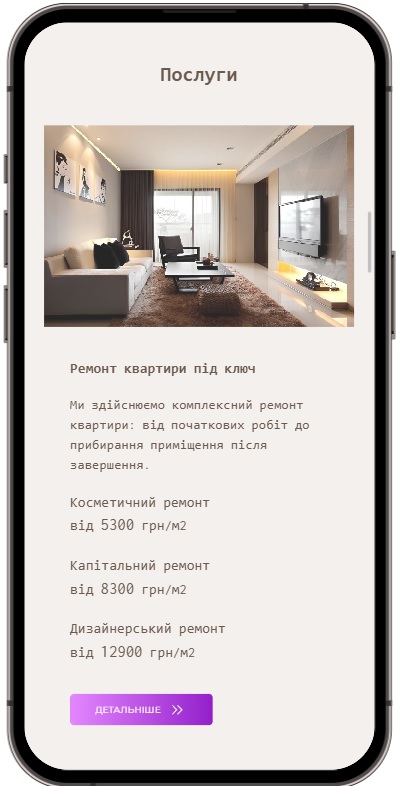 Послуги
Ремонт квартири під ключ
Ми здійснюємо комплексний ремонт
квартири: від початкових робіт до
прибирання приміщення після
завершення.
Косметичний ремонт
від 5300 грн/м2
Капітальний ремонт
від 8300 грн/м2
Дизайнерський ремонт
від 12900 грн/м2
ДЕТАЛЬНІШЕ